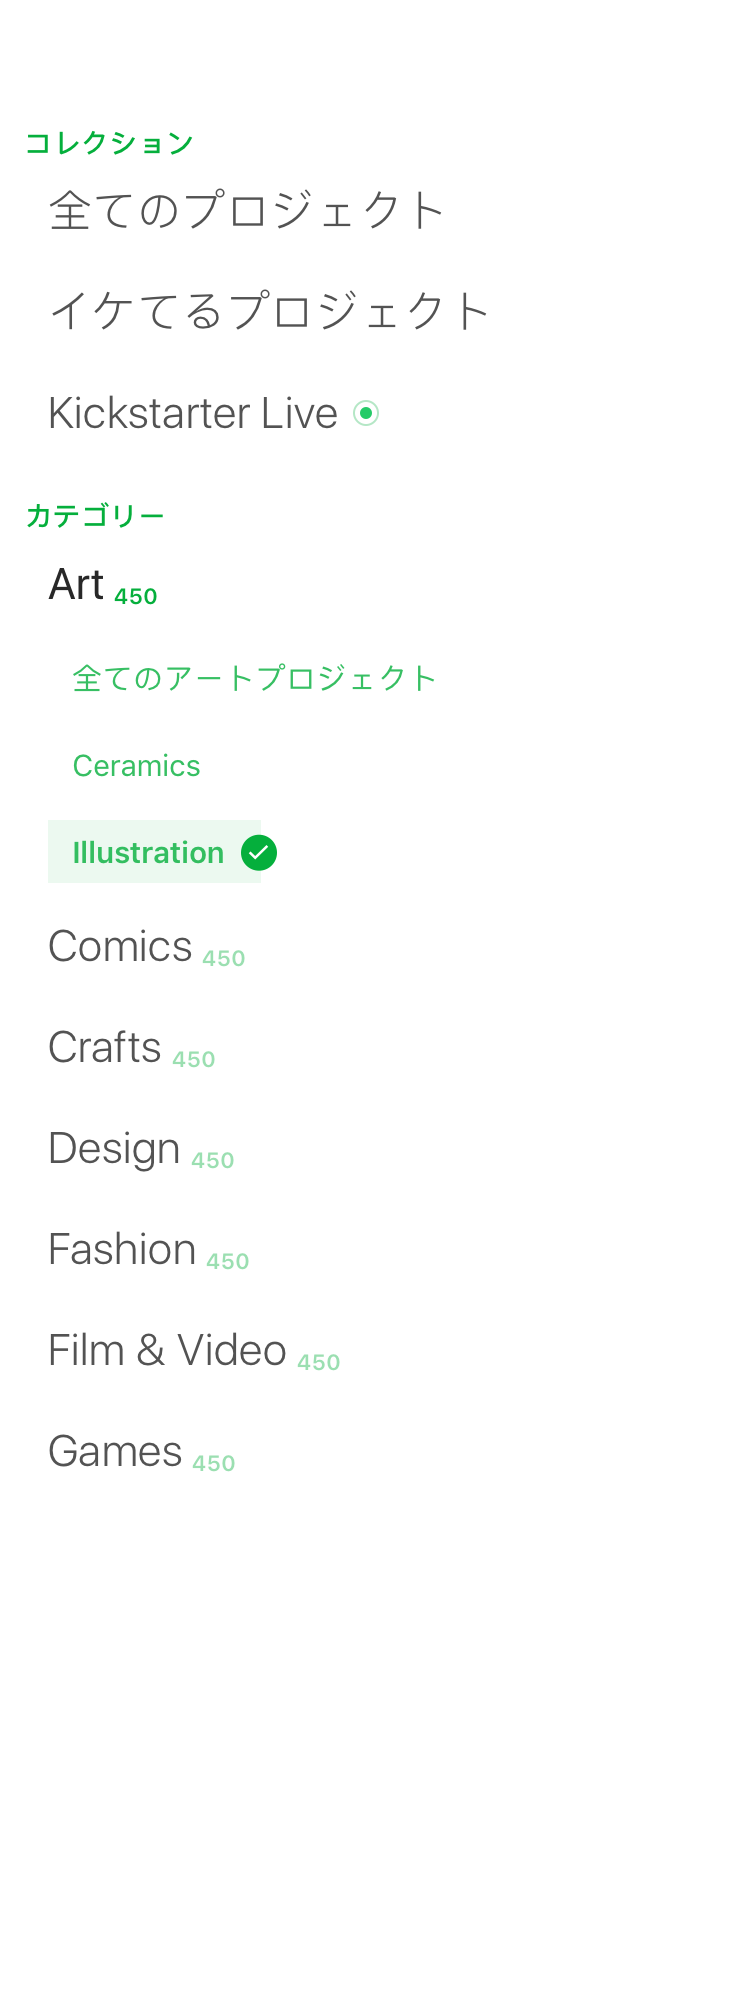 コレクション
全てのプロジェクト
イケてるプロジェクト
Kickstarter Live
カテゴリー
Art 450
全てのアートプロジェクト
Ceramics
Illustration
Comics 450
Crafts 450
Design 450
Fashion 450
Film & Video 450
Games 450